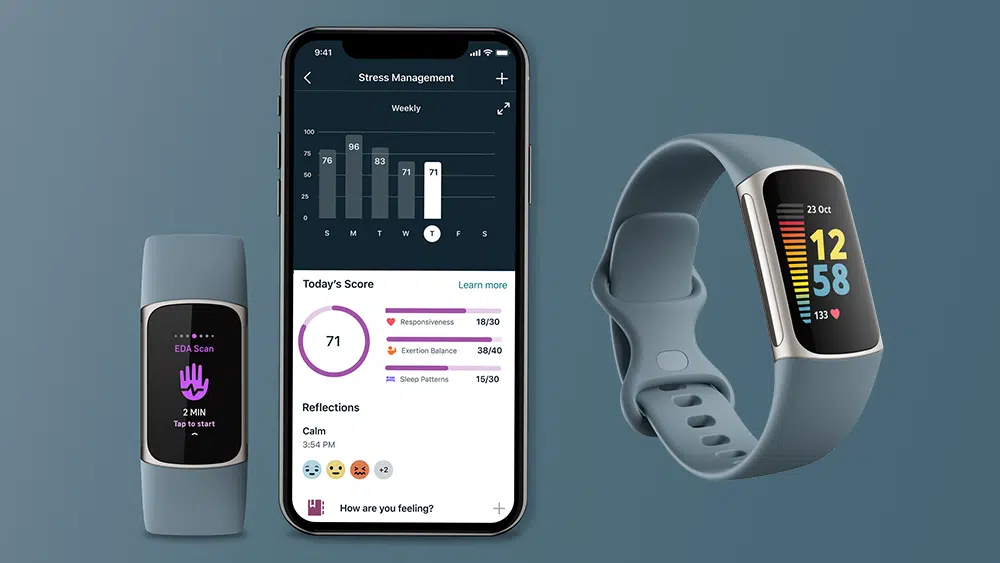 EDA Scan
2 MIN
Tap to start
9:41
Stress Management
Weekly
100
75
50
25
0
76
96
83
71
71
S M T W T F S
Today's Score
Learn more
71
Responsiveness 18/30
Exertion Balance 38/40
Sleep Patterns 15/30
Reflections
Calm
3:54 PM
+2
How are you feeling?
23 Oct
12
58
133